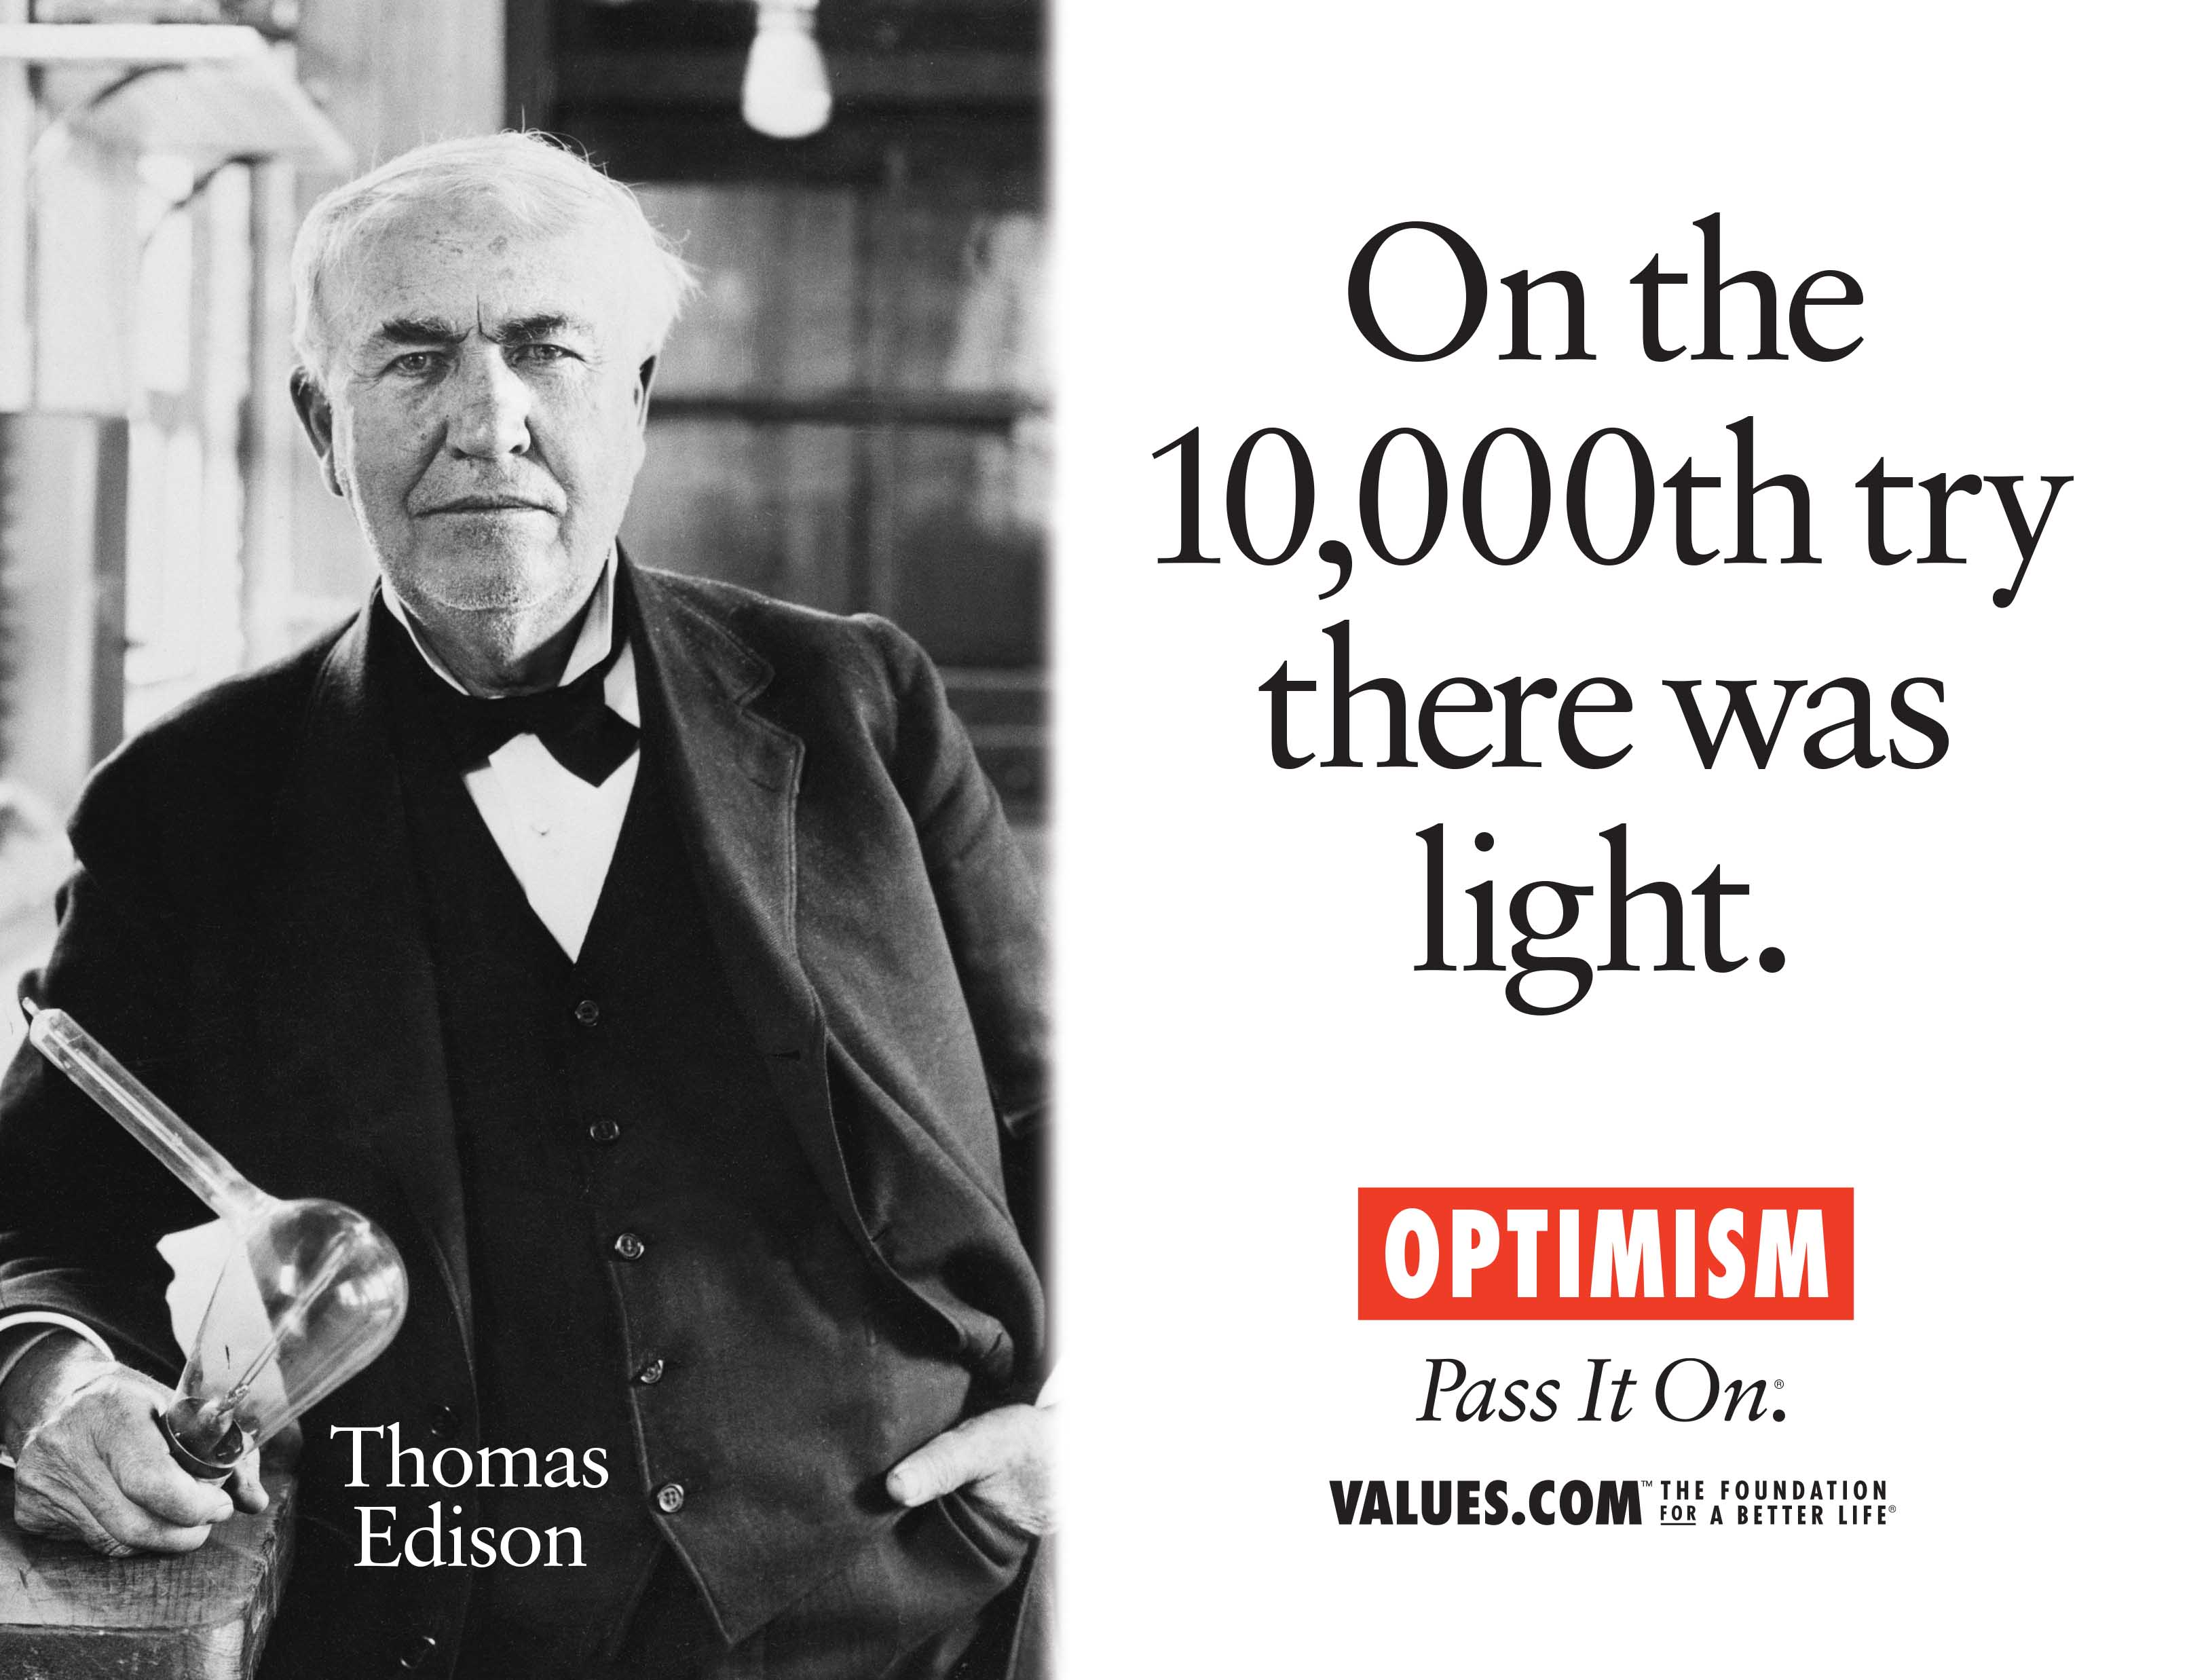 On the
10,000th try
there was
light.
OPTIMISM
Pass It On.®
VALUES.COM™ THE FOUNDATION
FOR A BETTER LIFE®
Thomas
Edison